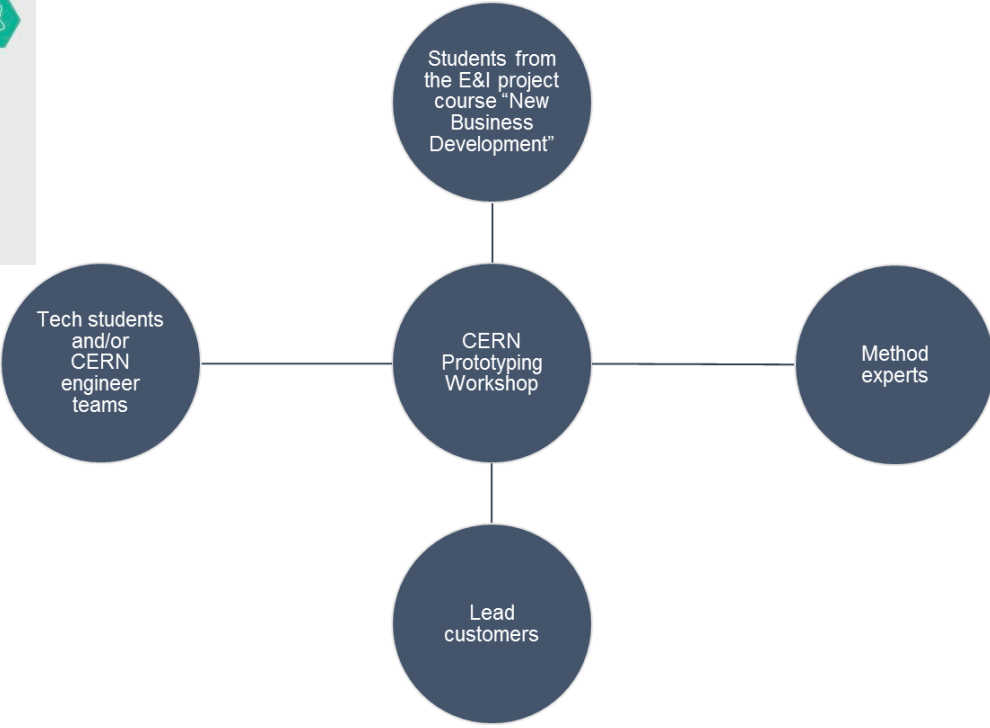 Students from
the E&I project
course “New
Business
Development”
Tech students
and/or
CERN
engineer
teams
CERN
Prototyping
Workshop
Method
experts
Lead
customers